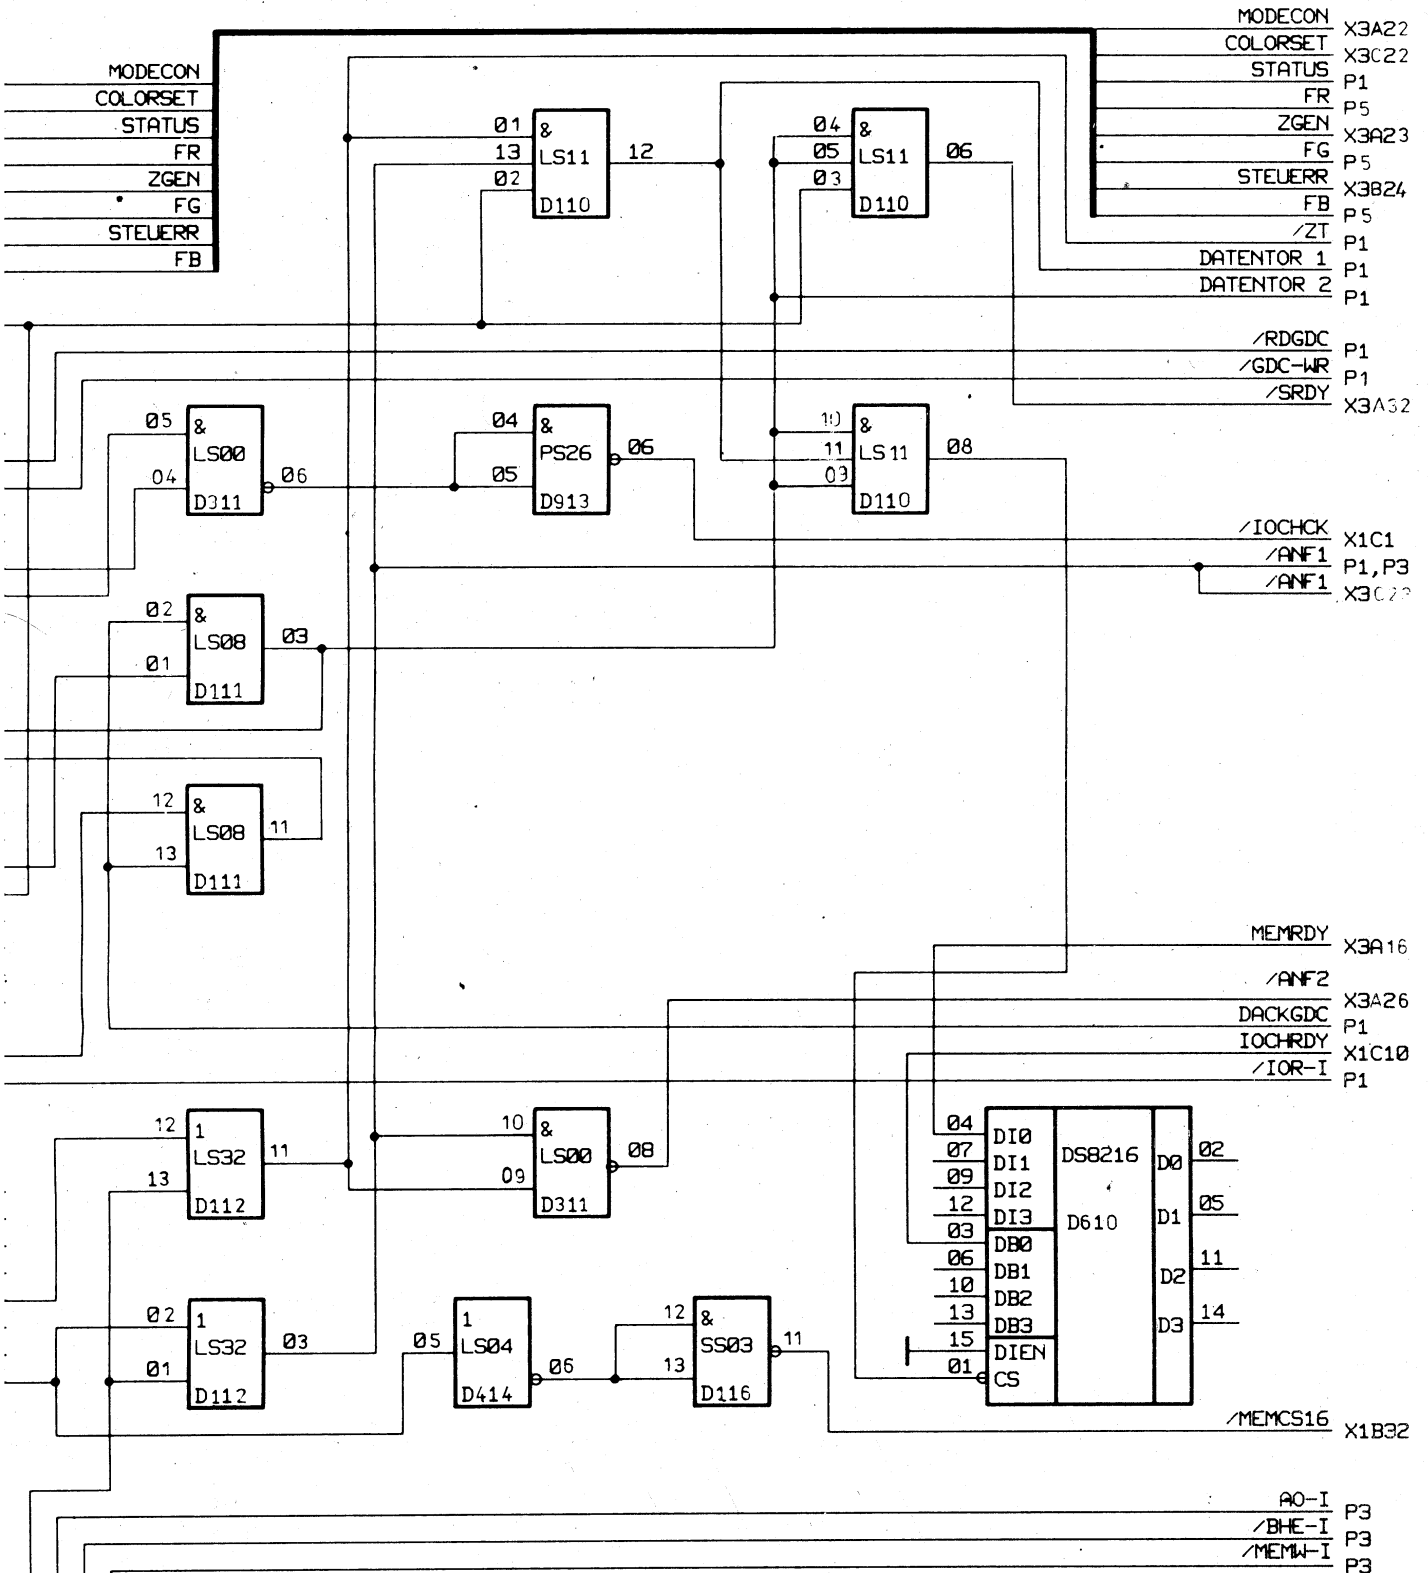 MODECON X3A22
COLORSET X3C22
STATUS P1
FR P5
ZGEN X3A23
FG P5
STEUERR X3B24
FB P5
/ZT P1
DATENTOR 1 P1
DATENTOR 2 P1
MODECON
COLORSET
STATUS
FR
ZGEN
FG
STEUERR
FB
01 &
13 LS11 12
02 D110
04 &
05 LS11 06
03 D110
/RDGDC P1
/GDC-WR P1
/SRDY X3A32
05 &
LS00
04 06
D311
04 &
PS26 06
05
D913
10 &
11 LS11 08
09
D110
/IOCHCK X1C1
/ANF1 P1,P3
/ANF1
02 &
LS08 03
01
D111
12 &
LS08 11
13
D111
MEMRDY X3A16
/ANF2 X3A26
DACKGDC P1
IOCHRDY X1C10
/IOR-I P1
12 1
LS32 11
13
D112
10 &
LS00 08
09
D311
04 DI0 DS8216 D0 02
07 DI1
09 DI2
12 DI3 D610 D1 05
03 DB0
06 DB1 D2 11
10 DB2
13 DB3 D3 14
15 DIEN
01 CS
02 1
LS32 03
01
D112
05 1
LS04
06
D414
12 &
SS03 11
13
D116
/MEMCS16 X1B32
AO-I P3
/BHE-I P3
/MEMW-I P3